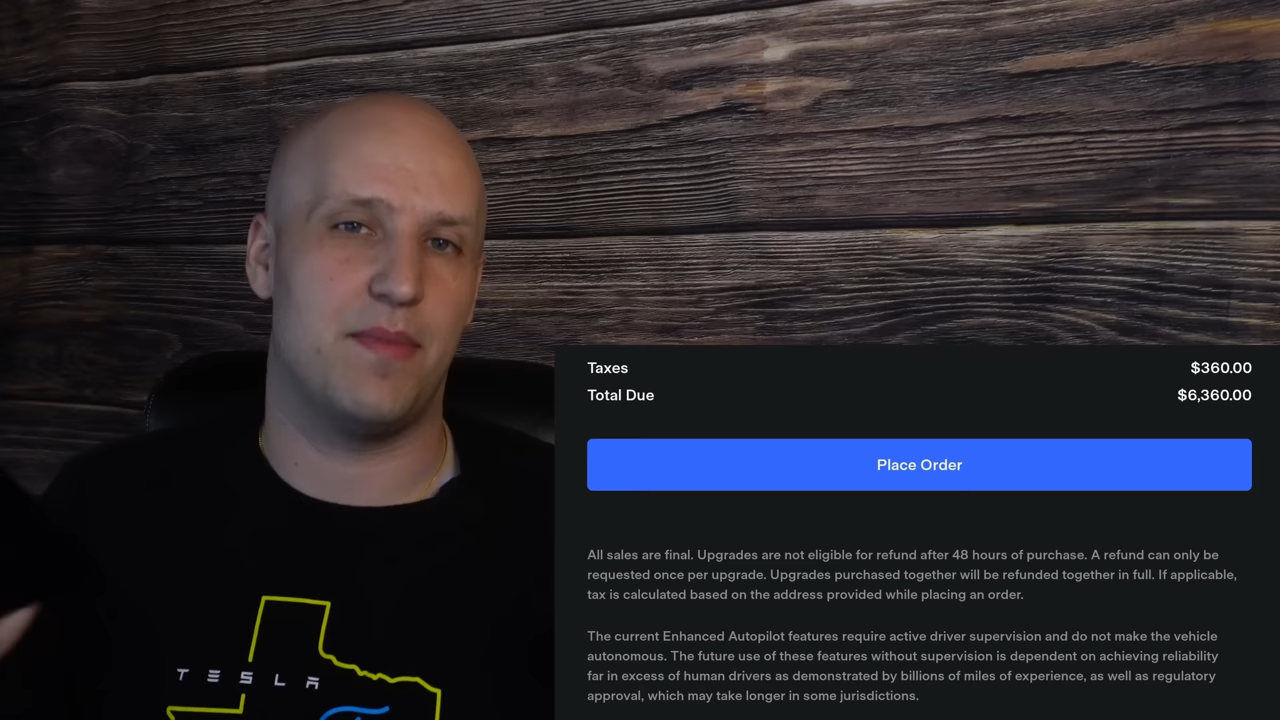 Taxes $360.00
Total Due $6,360.00
Place Order
All sales are final. Upgrades are not eligible for refund after 48 hours of purchase. A refund can only be
requested once per upgrade. Upgrades purchased together will be refunded together in full. If applicable,
tax is calculated based on the address provided while placing an order.
The current Enhanced Autopilot features require active driver supervision and do not make the vehicle
autonomous. The future use of these features without supervision is dependent on achieving reliability
far in excess of human drivers as demonstrated by billions of miles of experience, as well as regulatory
approval, which may take longer in some jurisdictions.
TESLA